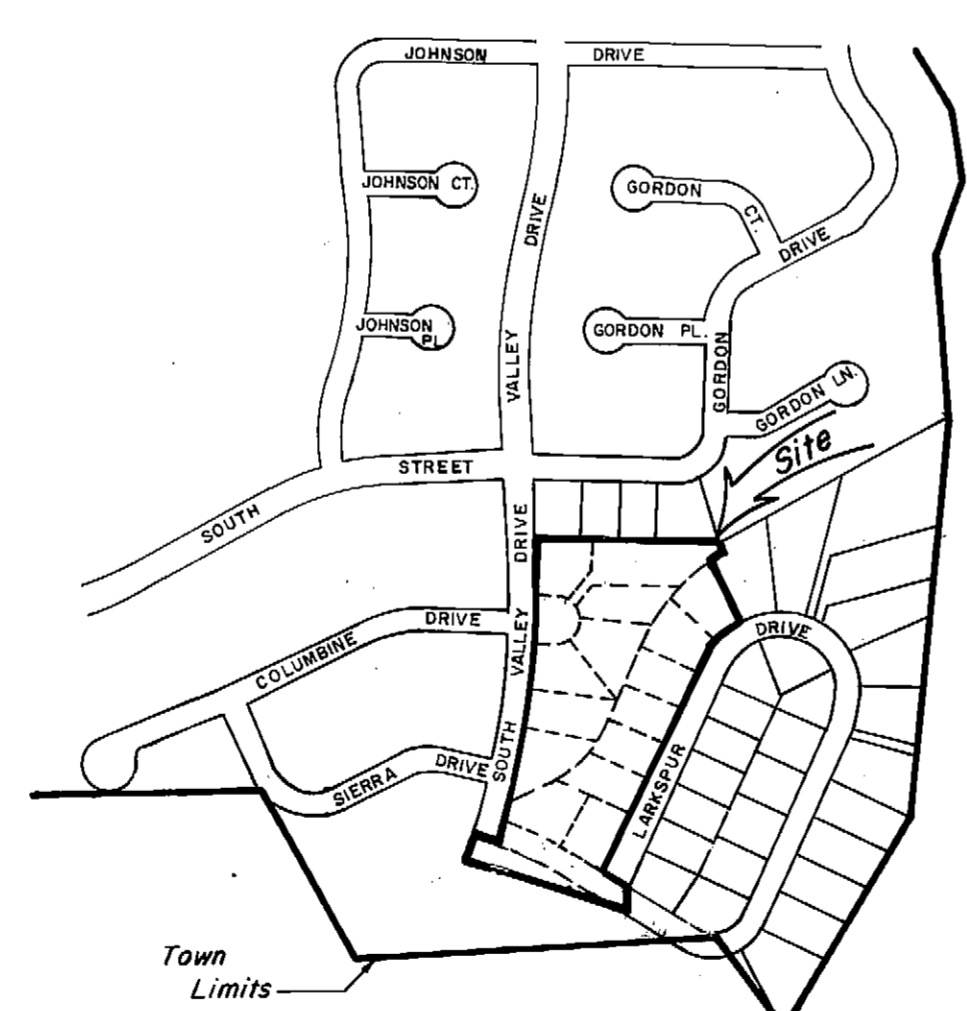 JOHNSON DRIVE
JOHNSON CT.
GORDON CT.
DRIVE
DRIVE
JOHNSON PL
GORDON PL.
VALLEY
GORDON
GORDON LN.
Site
STREET
SOUTH
DRIVE
COLUMBINE DRIVE
DRIVE
VALLEY
SOUTH
SIERRA DRIVE
LARKSPUR
Town
Limits